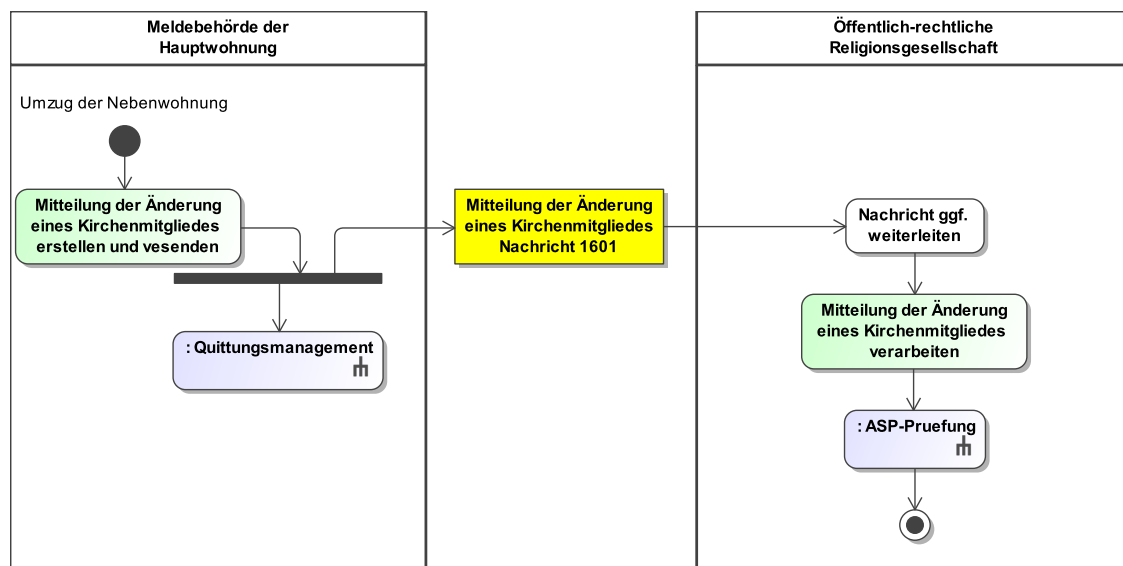 Meldebehörde der
Hauptwohnung
Öffentlich-rechtliche
Religionsgesellschaft
Umzug der Nebenwohnung
Mitteilung der Änderung
eines Kirchenmitgliedes
erstellen und vesenden
: Quittungsmanagement
Mitteilung der Änderung
eines Kirchenmitgliedes
Nachricht 1601
Nachricht ggf.
weiterleiten
Mitteilung der Änderung
eines Kirchenmitgliedes
verarbeiten
: ASP-Pruefung